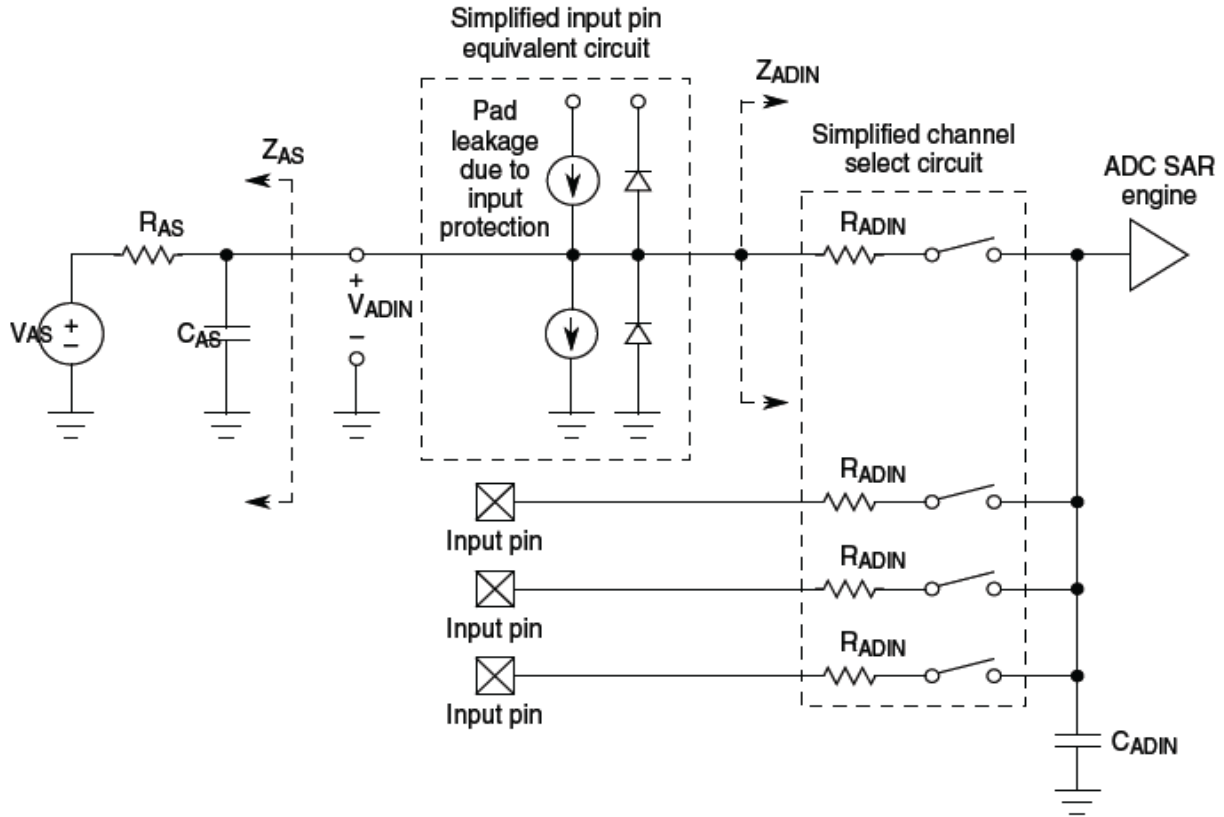 Simplified input pin
equivalent circuit
Pad
leakage
due to
input
protection
ZADIN
Simplified channel
select circuit
ADC SAR
engine
ZAS
RAS
RADIN
VAS
+
–
CAS
+
VADIN
–
RADIN
Input pin
RADIN
Input pin
RADIN
Input pin
CADIN